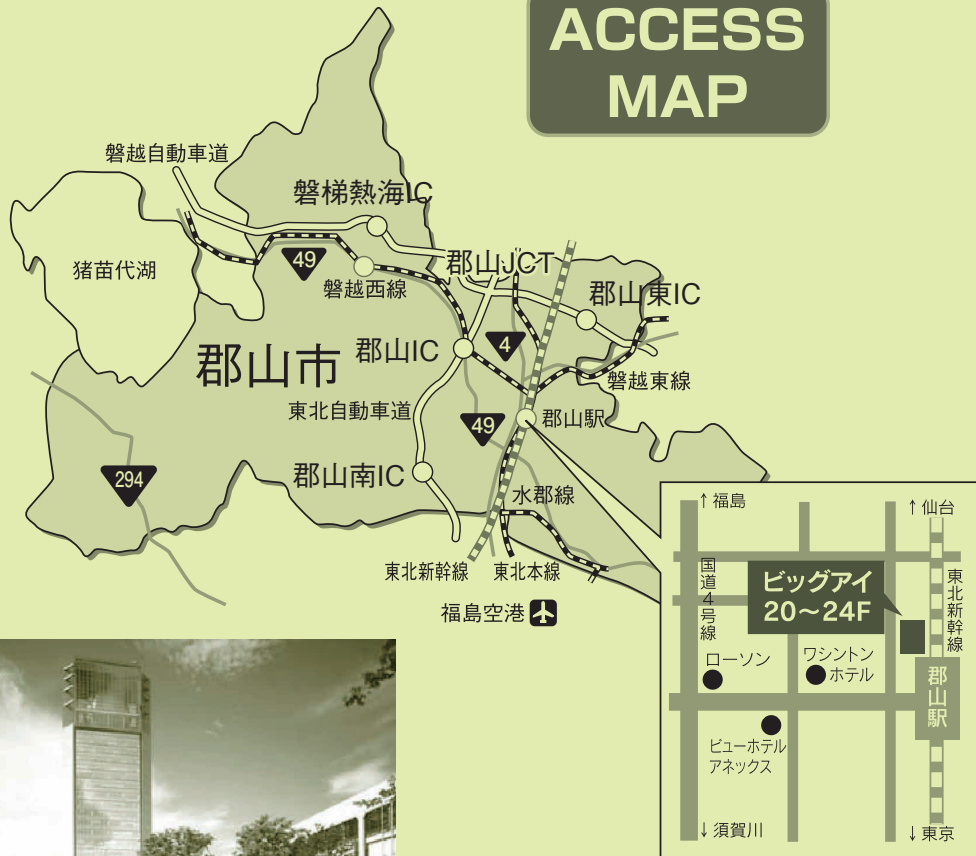 ACCESS
MAP
磐越自動車道
磐梯熱海IC
猪苗代湖
49
磐越西線
郡山JCT
郡山東IC
郡山市
郡山IC
4
磐越東線
東北自動車道
49
郡山駅
294
郡山南IC
水郡線
東北新幹線
東北本線
福島空港
↑福島
↑仙台
国道4号線
ビッグアイ
20〜24F
東北新幹線
ローソン
ワシントン
ホテル
郡山駅
ビューホテル
アネックス
↓須賀川
↓東京